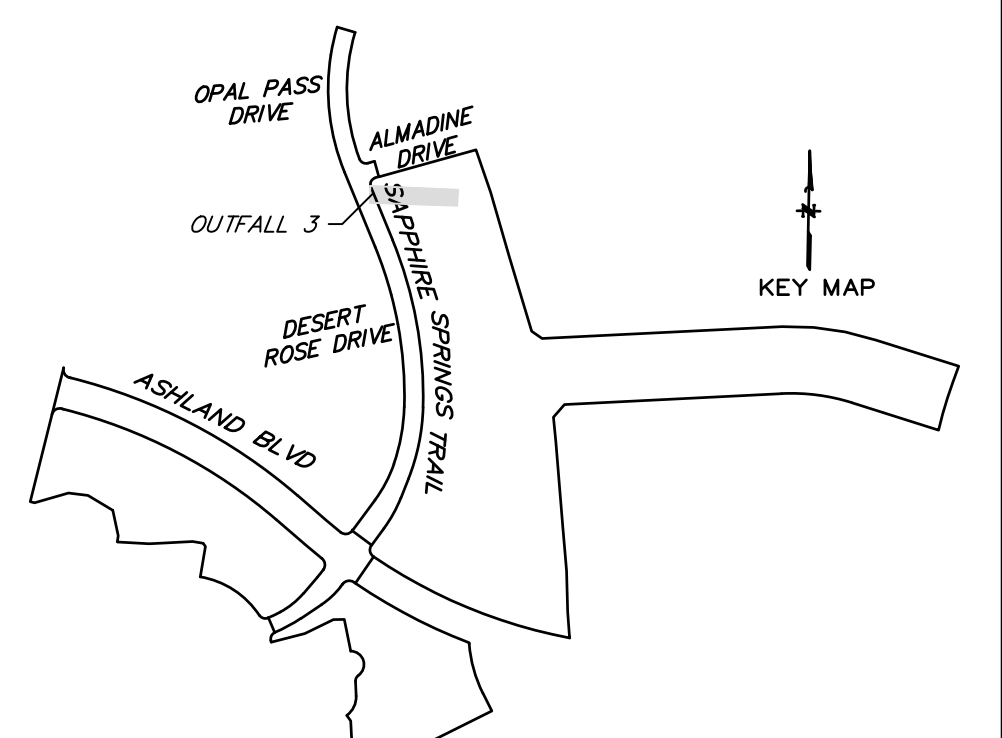 OPAL PASS
DRIVE
ALMADINE
DRIVE
OUTFALL 3
SAPPHIRE SPRINGS TRAIL
DESERT
ROSE DRIVE
ASHLAND BLVD
N
KEY MAP